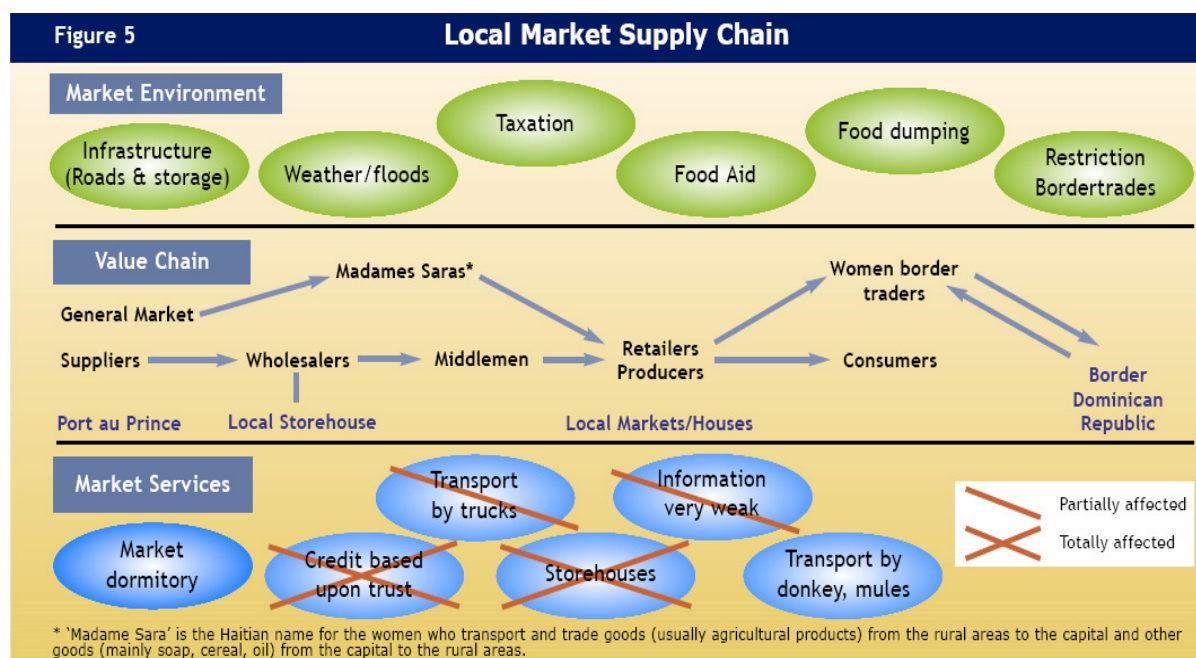 Figure 5
Local Market Supply Chain
Market Environment
Infrastructure
(Roads & storage)
Weather/floods
Taxation
Food Aid
Food dumping
Restriction
Bordertrades
Value Chain
Madames Saras*
Women border
traders
General Market
Suppliers
Wholesalers
Middlemen
Retailers
Producers
Consumers
Border
Dominican
Republic
Port au Prince
Local Storehouse
Local Markets/Houses
Market Services
Transport
by trucks
Information
very weak
Market
dormitory
Credit based
upon trust
Storehouses
Transport by
donkey, mules
Partially affected
Totally affected
* ‘Madame Sara’ is the Haitian name for the women who transport and trade goods (usually agricultural products) from the rural areas to the capital and other
goods (mainly soap, cereal, oil) from the capital to the rural areas.